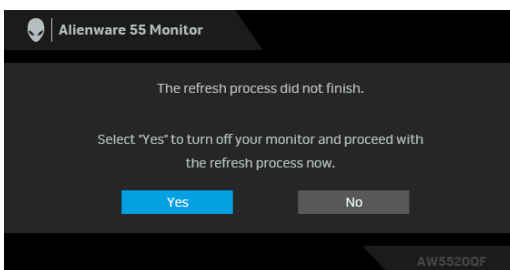 Alienware 55 Monitor
The refresh process did not finish.
Select "Yes" to turn off your monitor and proceed with
the refresh process now.
Yes
No
AW5520QF